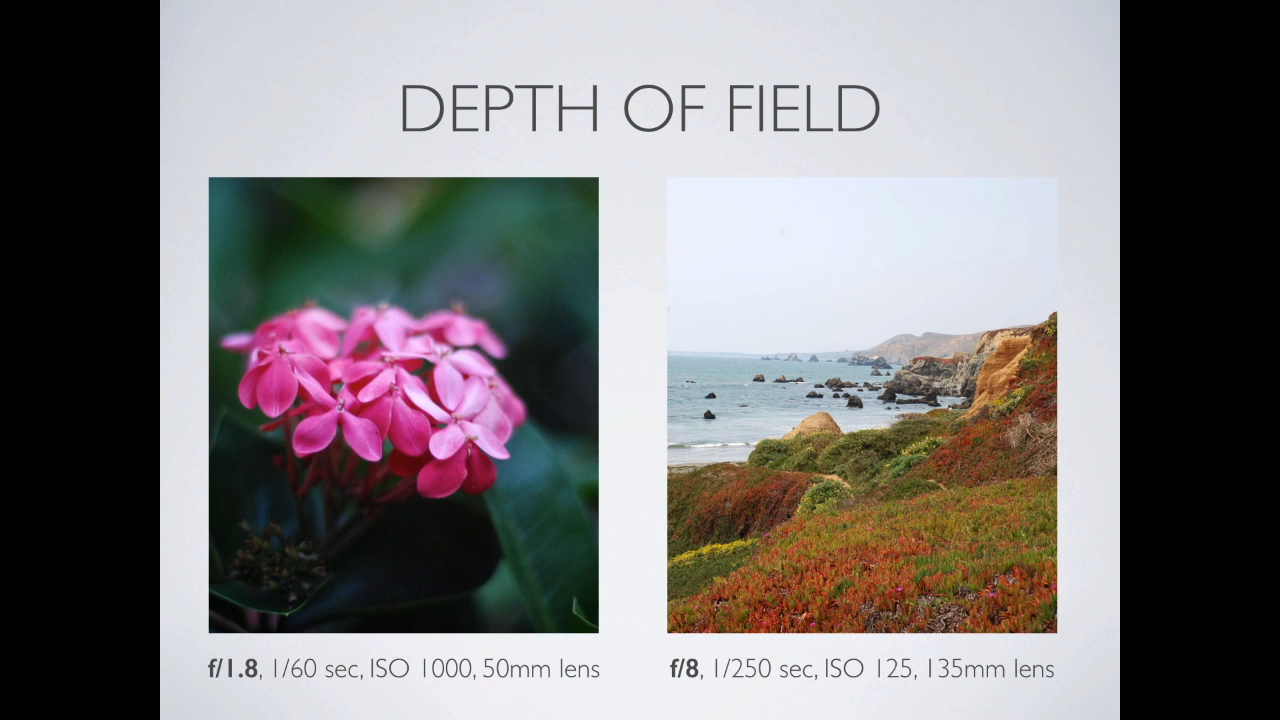 DEPTH OF FIELD
f/1.8, 1/60 sec, ISO 1000, 50mm lens
f/8, 1/250 sec, ISO 125, 135mm lens